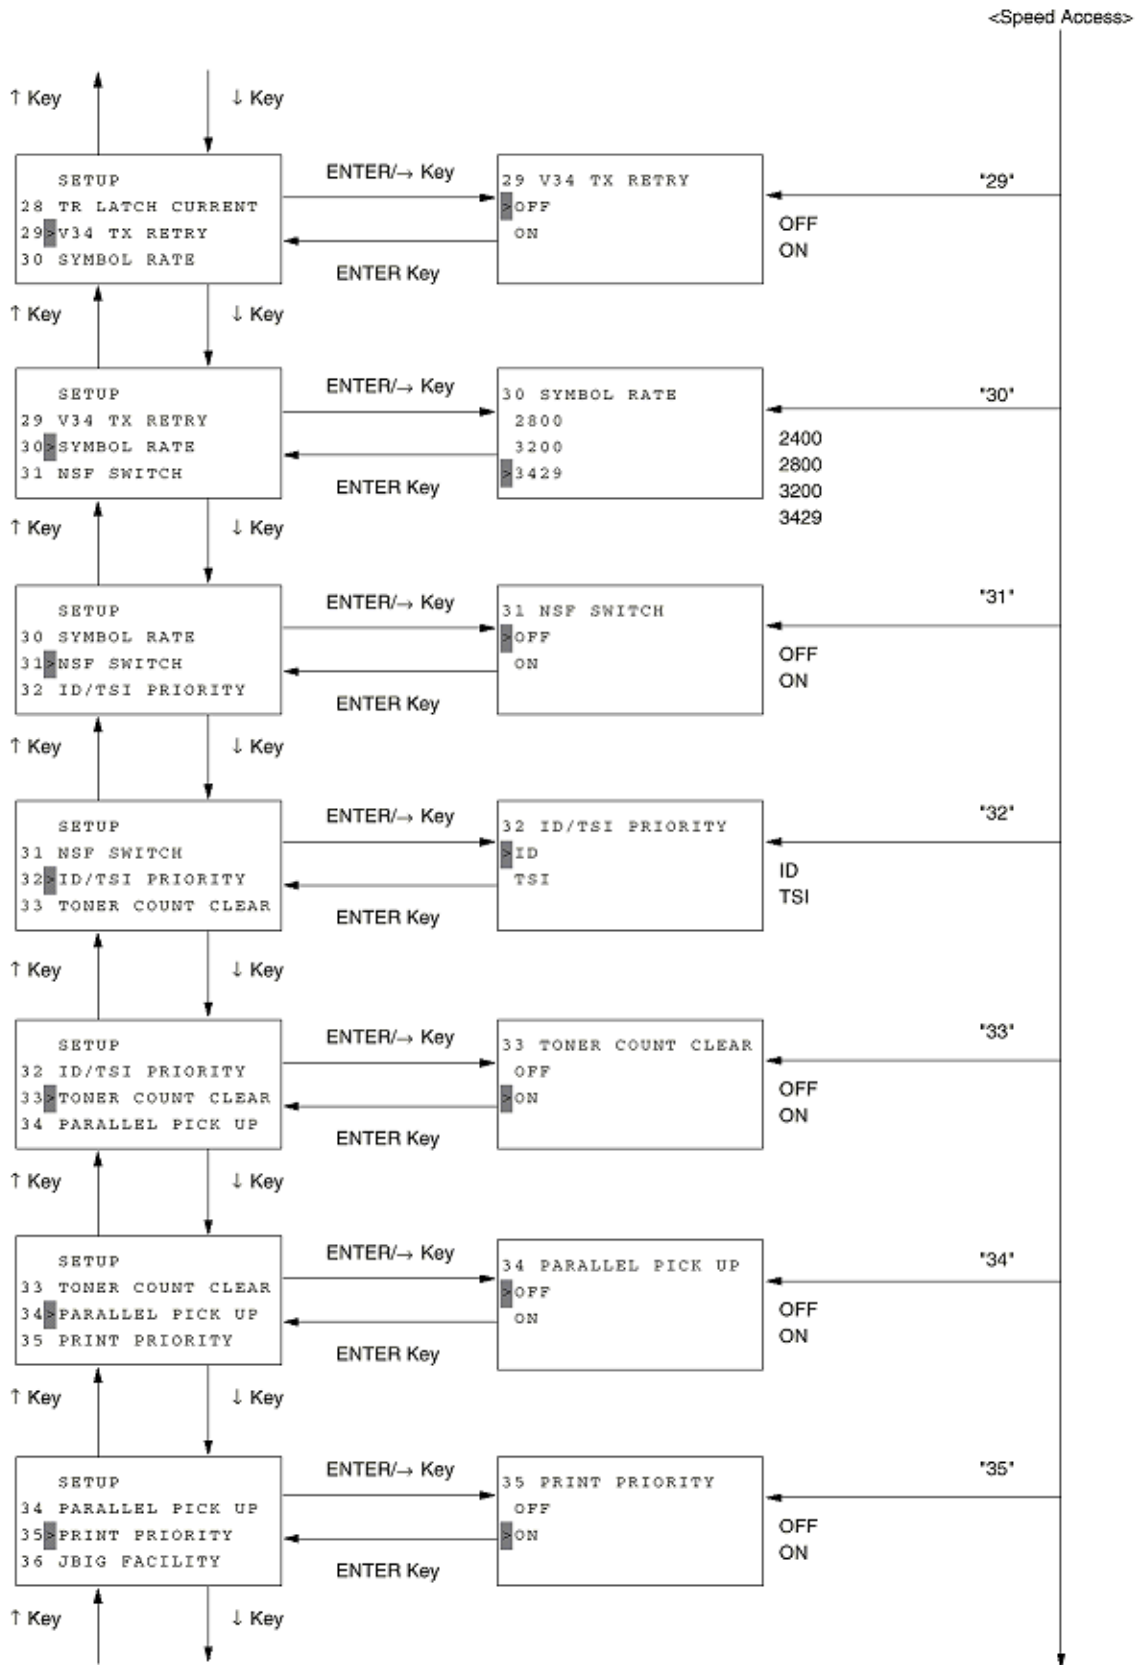 <Speed Access>
↑ Key
↓ Key
SETUP
28 TR LATCH CURRENT
29>V34 TX RETRY
30 SYMBOL RATE
ENTER/→ Key
ENTER Key
29 V34 TX RETRY
>OFF
ON
"29"
OFF
ON
↑ Key
↓ Key
SETUP
29 V34 TX RETRY
30>SYMBOL RATE
31 NSF SWITCH
ENTER/→ Key
ENTER Key
30 SYMBOL RATE
2800
3200
>3429
"30"
2400
2800
3200
3429
↑ Key
↓ Key
SETUP
30 SYMBOL RATE
31>NSF SWITCH
32 ID/TSI PRIORITY
ENTER/→ Key
ENTER Key
31 NSF SWITCH
>OFF
ON
"31"
OFF
ON
↑ Key
↓ Key
SETUP
31 NSF SWITCH
32>ID/TSI PRIORITY
33 TONER COUNT CLEAR
ENTER/→ Key
ENTER Key
32 ID/TSI PRIORITY
>ID
TSI
"32"
ID
TSI
↑ Key
↓ Key
SETUP
32 ID/TSI PRIORITY
33>TONER COUNT CLEAR
34 PARALLEL PICK UP
ENTER/→ Key
ENTER Key
33 TONER COUNT CLEAR
OFF
>ON
"33"
OFF
ON
↑ Key
↓ Key
SETUP
33 TONER COUNT CLEAR
34>PARALLEL PICK UP
35 PRINT PRIORITY
ENTER/→ Key
ENTER Key
34 PARALLEL PICK UP
>OFF
ON
"34"
OFF
ON
↑ Key
↓ Key
SETUP
34 PARALLEL PICK UP
35>PRINT PRIORITY
36 JBIG FACILITY
ENTER/→ Key
ENTER Key
35 PRINT PRIORITY
OFF
>ON
"35"
OFF
ON
↑ Key
↓ Key